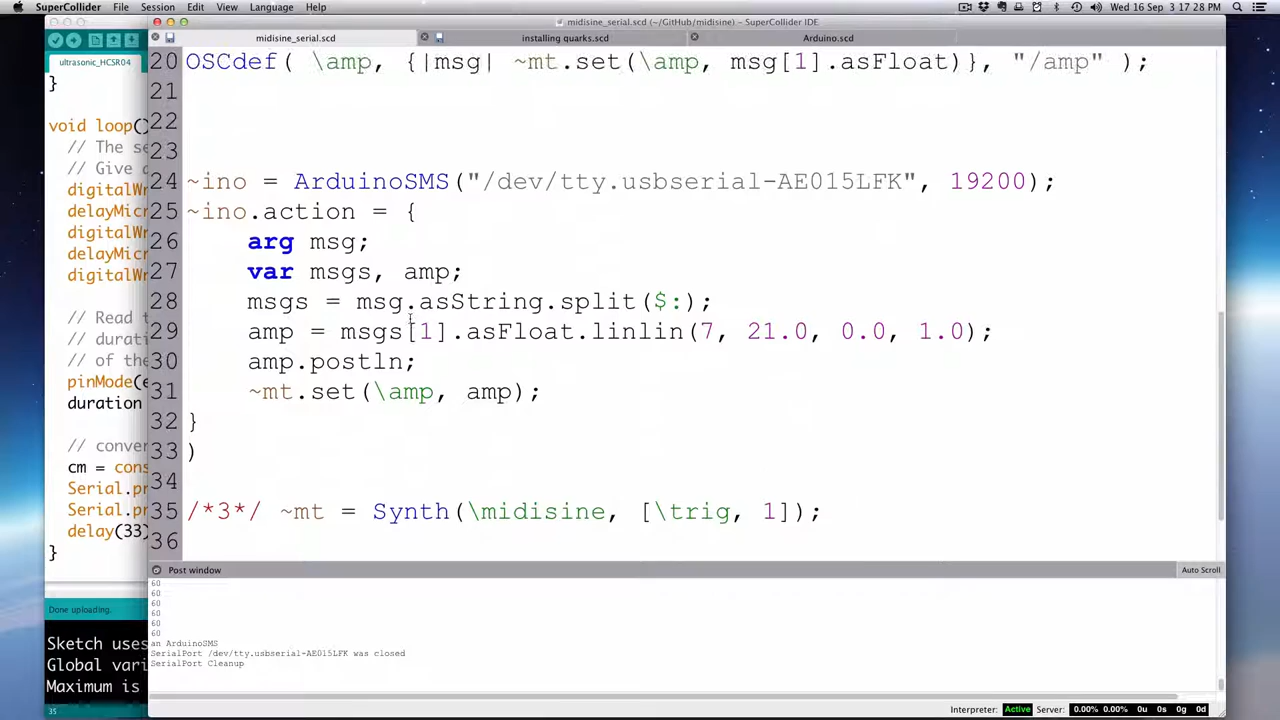 SuperCollider File Session Edit View Language Help Wed 16 Sep 3:17:28 PM
midisine_serial.scd (~/GitHub/midisine) – SuperCollider IDE
midisine_serial.scd installing quarks.scd Arduino.scd
ultrasonic_HCSR04
}
void loop()
// The se
// Give a
digitalWr
delayMicr
digitalWr
delayMicr
digitalWr
// Read t
// durati
// of the
pinMode(e
duration
// conver
cm = cons
Serial.pr
Serial.pr
delay(33)
}
Done uploading.
Sketch uses
Global vari
Maximum is
35
20 OSCdef( \amp, {|msg| ~mt.set(\amp, msg[1].asFloat)}, "/amp" );
21
22
23
24 ~ino = ArduinoSMS("/dev/tty.usbserial-AE015LFK", 19200);
25 ~ino.action = {
26 arg msg;
27 var msgs, amp;
28 msgs = msg.asString.split($:);
29 amp = msgs[1].asFloat.linlin(7, 21.0, 0.0, 1.0);
30 amp.postln;
31 ~mt.set(\amp, amp);
32 }
33 )
34
35 /*3*/ ~mt = Synth(\midisine, [\trig, 1]);
36
Post window Auto Scroll
60
60
60
60
60
60
an ArduinoSMS
SerialPort /dev/tty.usbserial-AE015LFK was closed
SerialPort Cleanup
Interpreter: Active Server: 0.00% 0.00% 0u 0s 0g 0d